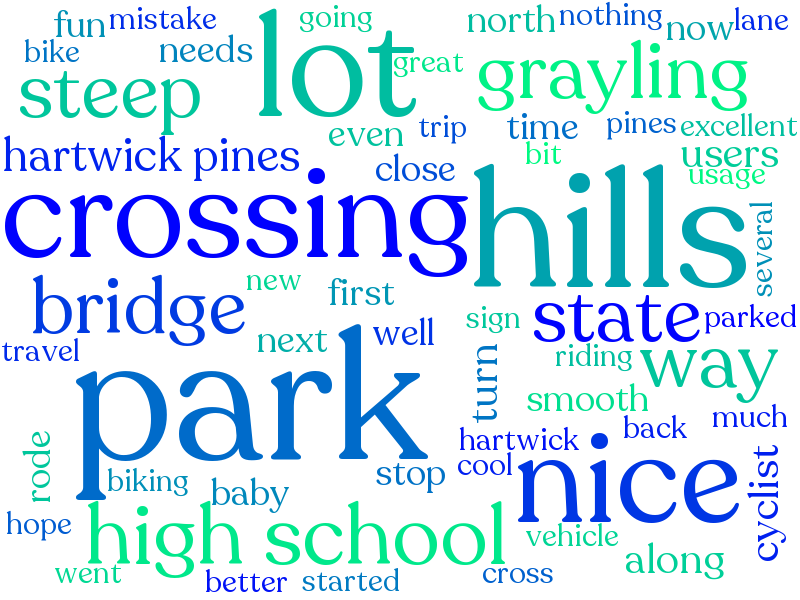 fun
mistake
going
north
nothing
now
lane
bike
needs
lot
great
grayling
steep
even
trip
time
pines
excellent
hartwick pines
close
bit
users
usage
crossing
hills
several
bridge
new
first
state
parked
travel
next
well
sign
park
turn
riding
way
smooth
much
rode
biking
baby
stop
hartwick
back
cool
nice
cyclist
hope
high school
vehicle
along
went
better
started
cross